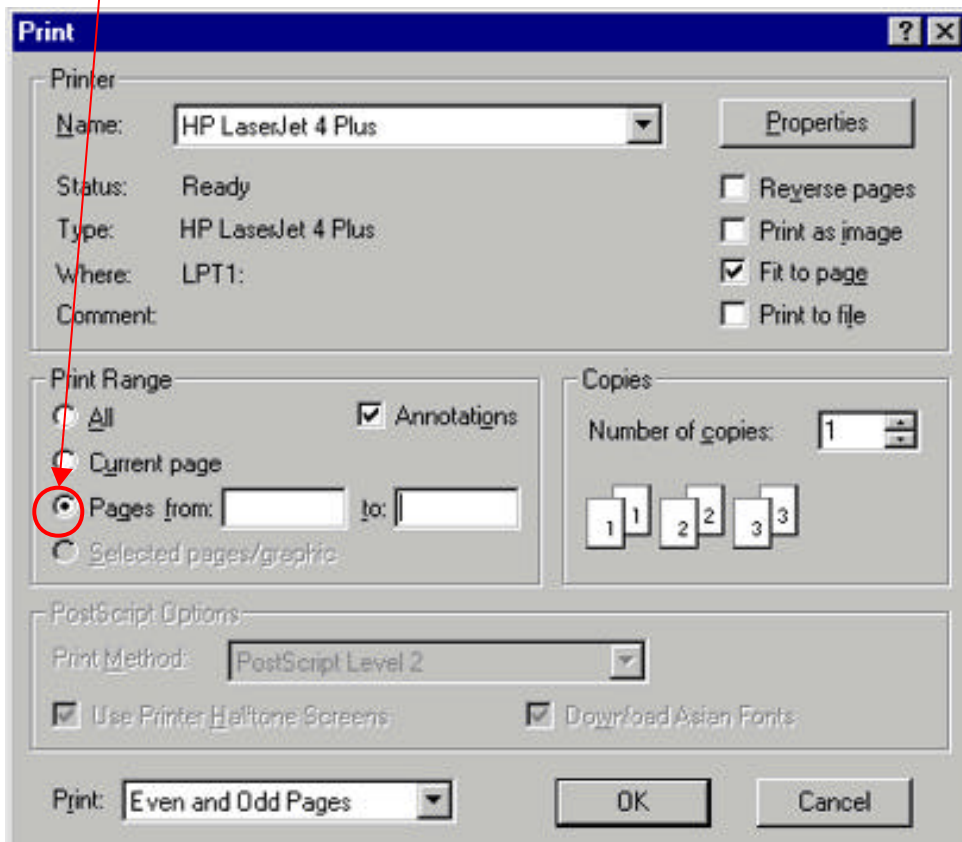 Print
Printer
Name: HP LaserJet 4 Plus Properties
Status: Ready Reverse pages
Type: HP LaserJet 4 Plus Print as image
Where: LPT1: Fit to page
Comment: Print to file
Print Range Copies
All Annotations Number of copies: 1
Current page
Pages from: to:
1 1 2 2 3 3
Selected pages/graphic
PostScript Options
Print Method: PostScript Level 2
Use Printer Halftone Screens Download Asian Fonts
Print: Even and Odd Pages OK Cancel